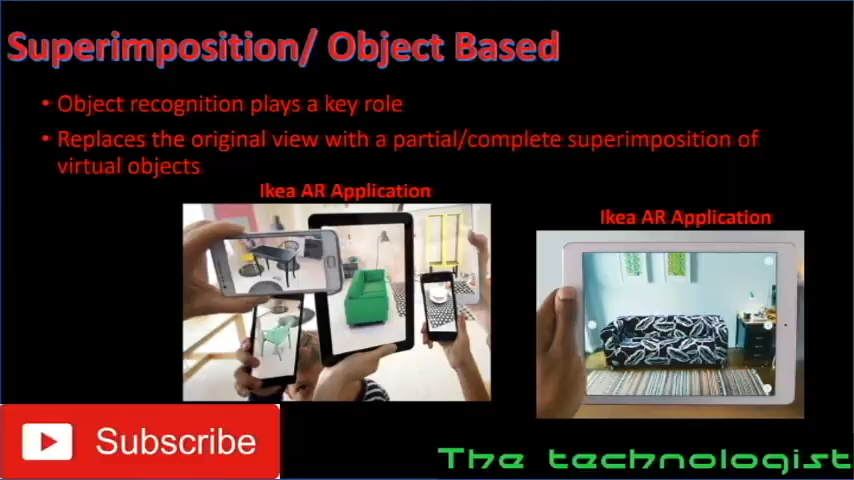 Superimposition/ Object Based
• Object recognition plays a key role
• Replaces the original view with a partial/complete superimposition of
virtual objects
Ikea AR Application
Ikea AR Application
Subscribe
The technologist